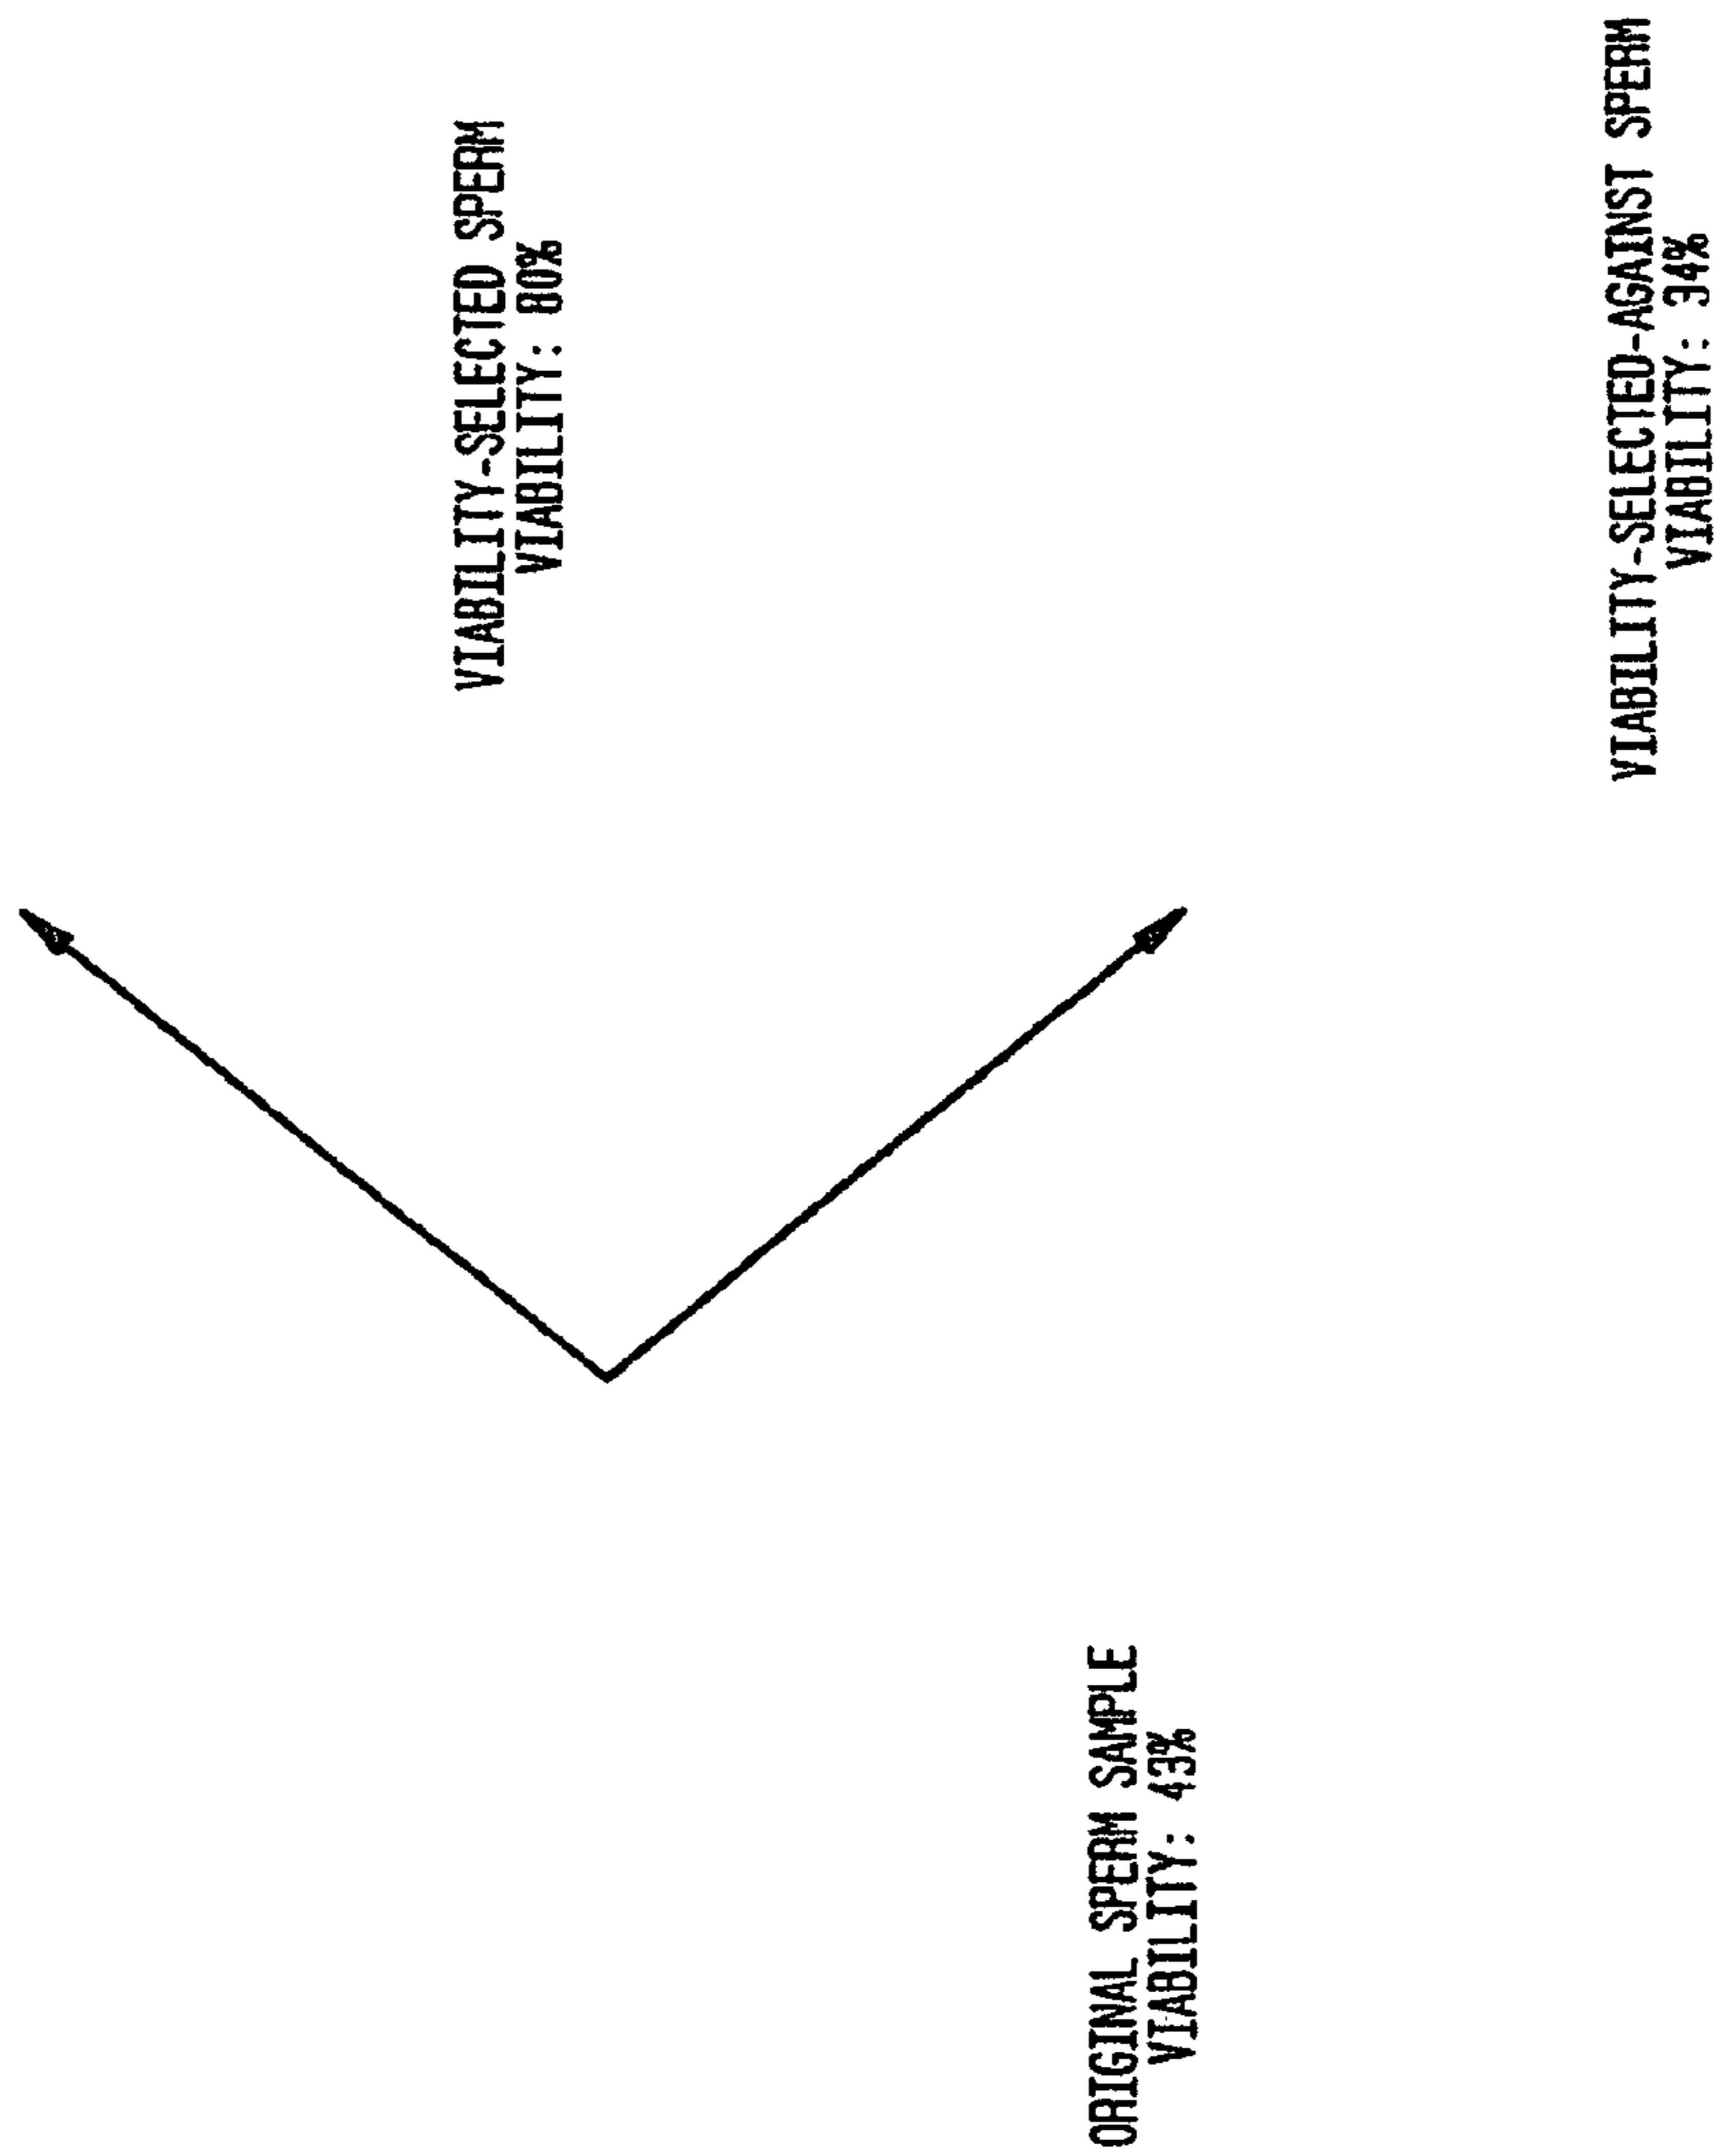 VIABILITY-SELECTED SPERM
VIABILITY: 80%
VIABILITY-SELECTED-AGAINST SPERM
VIABILITY: 34%
ORIGINAL SPERM SAMPLE
VIABILITY: 43%